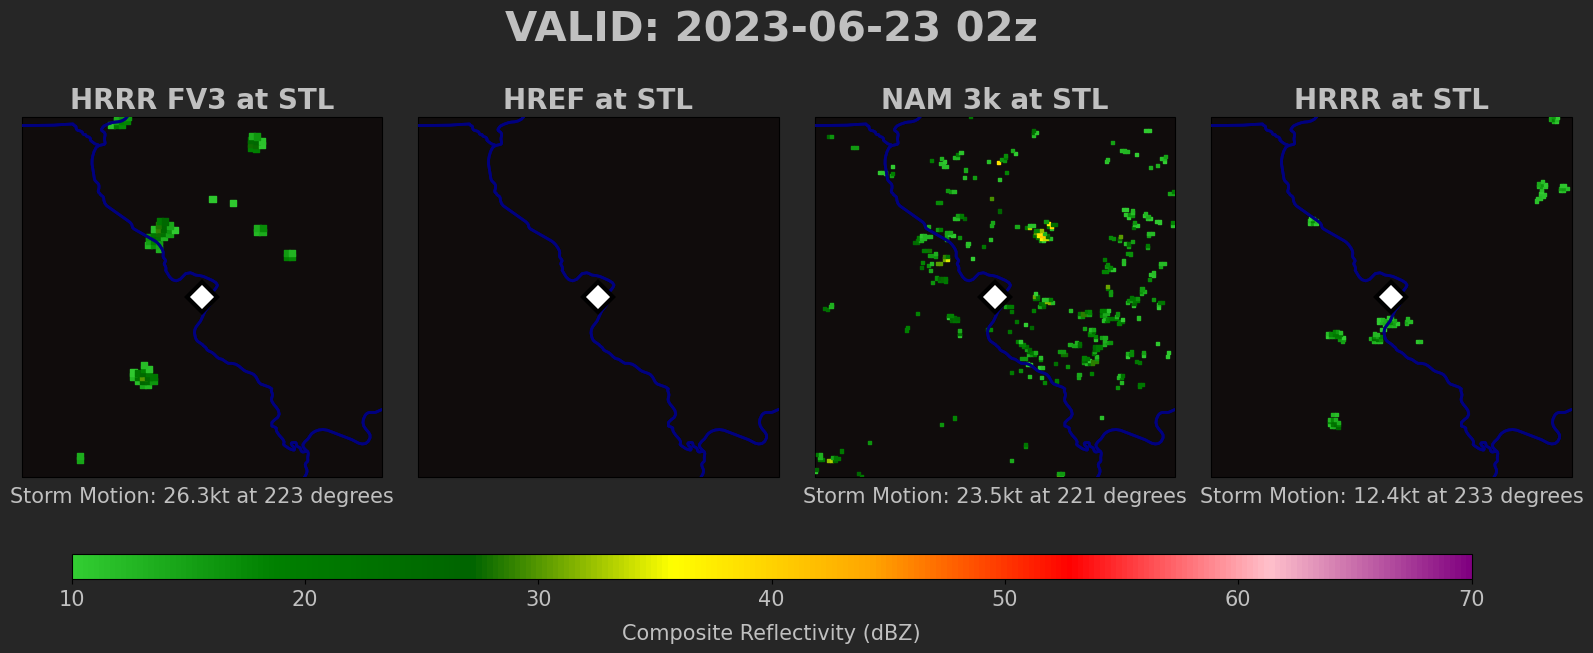 VALID: 2023-06-23 02z
HRRR FV3 at STL
HREF at STL
NAM 3k at STL
HRRR at STL
Storm Motion: 26.3kt at 223 degrees
Storm Motion: 23.5kt at 221 degrees
Storm Motion: 12.4kt at 233 degrees
10 20 30 40 50 60 70
Composite Reflectivity (dBZ)